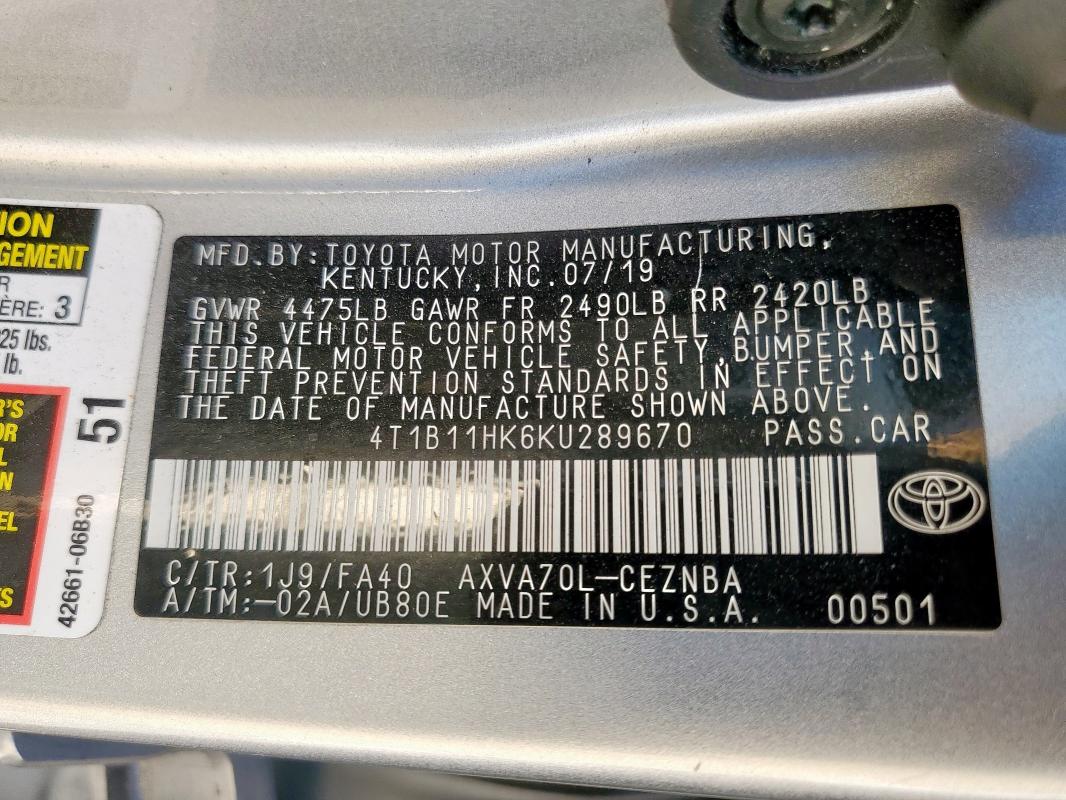 ION
GEMENT
R
ÈRE: 3
25 lbs.
lb.
R'S
OR
L
N
EL
S
51
42661-06B30
MFD.BY:TOYOTA MOTOR MANUFACTURING,
KENTUCKY,INC.07/19
GVWR 4475LB GAWR FR 2490LB RR 2420LB
THIS VEHICLE CONFORMS TO ALL APPLICABLE
FEDERAL MOTOR VEHICLE SAFETY,BUMPER,AND
THEFT PREVENTION STANDARDS IN EFFECT ON
THE DATE OF MANUFACTURE SHOWN ABOVE.
4T1B11HK6KU289670 PASS.CAR
C/TR:1J9/FA40 AXVA70L-CEZNBA
A/TM:-02A/UB80E MADE IN U.S.A. 00501